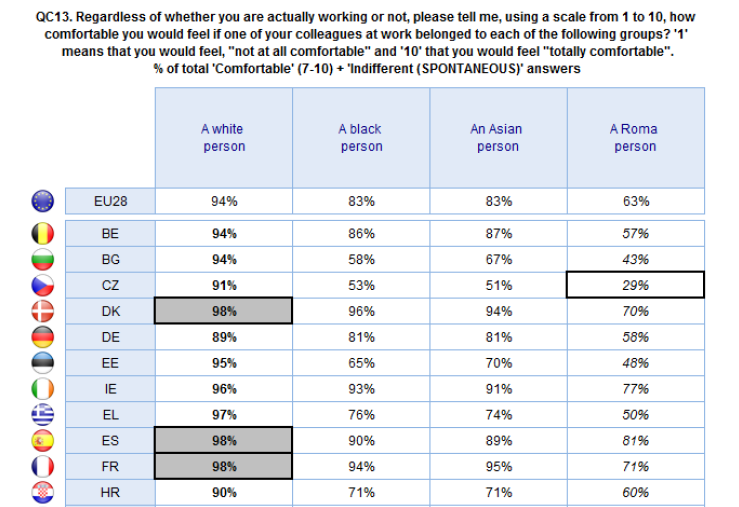 QC13. Regardless of whether you are actually working or not, please tell me, using a scale from 1 to 10, how
comfortable you would feel if one of your colleagues at work belonged to each of the following groups? '1'
means that you would feel, "not at all comfortable" and '10' that you would feel "totally comfortable".
% of total 'Comfortable' (7-10) + 'Indifferent (SPONTANEOUS)' answers
A white person A black person An Asian person A Roma person
EU28 94% 83% 83% 63%
BE 94% 86% 87% 57%
BG 94% 58% 67% 43%
CZ 91% 53% 51% 29%
DK 98% 96% 94% 70%
DE 89% 81% 81% 58%
EE 95% 65% 70% 48%
IE 96% 93% 91% 77%
EL 97% 76% 74% 50%
ES 98% 90% 89% 81%
FR 98% 94% 95% 71%
HR 90% 71% 71% 60%